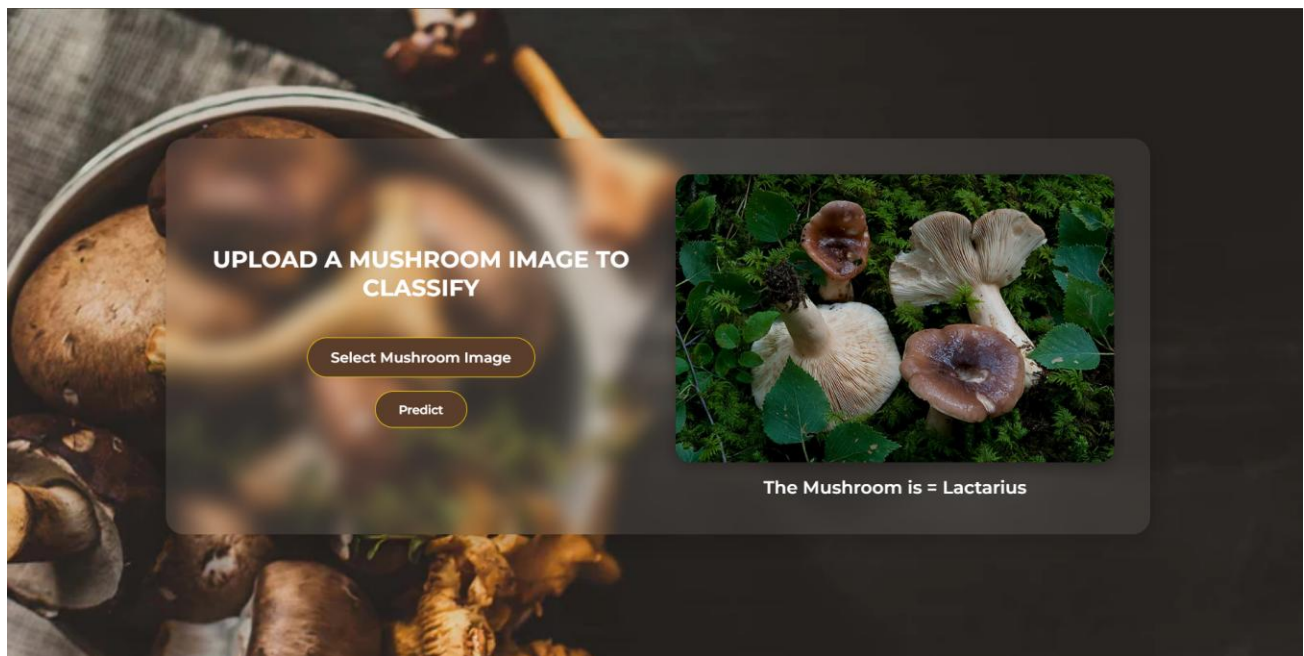 UPLOAD A MUSHROOM IMAGE TO
CLASSIFY
Select Mushroom Image
Predict
The Mushroom is = Lactarius